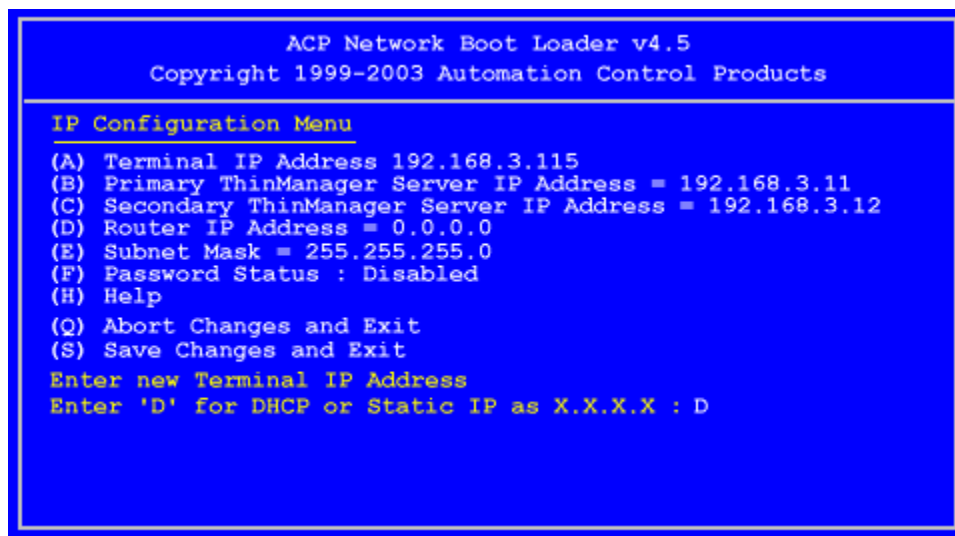 ACP Network Boot Loader v4.5
Copyright 1999-2003 Automation Control Products
IP Configuration Menu
(A) Terminal IP Address 192.168.3.115
(B) Primary ThinManager Server IP Address = 192.168.3.11
(C) Secondary ThinManager Server IP Address = 192.168.3.12
(D) Router IP Address = 0.0.0.0
(E) Subnet Mask = 255.255.255.0
(F) Password Status : Disabled
(H) Help
(Q) Abort Changes and Exit
(S) Save Changes and Exit
Enter new Terminal IP Address
Enter 'D' for DHCP or Static IP as X.X.X.X : D